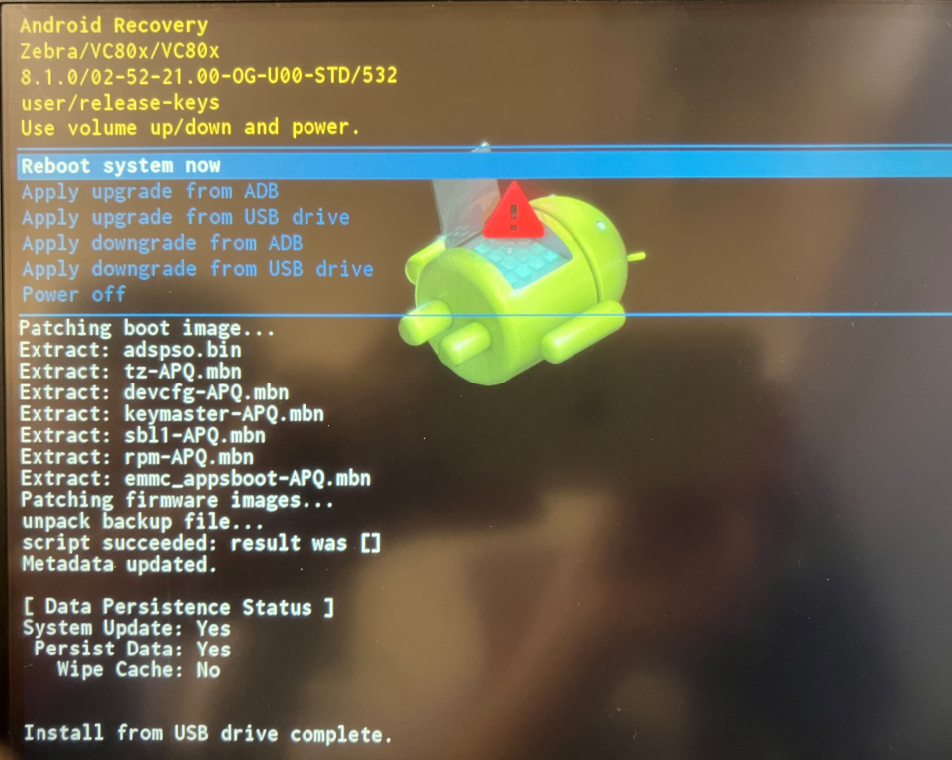 Android Recovery
Zebra/VC80x/VC80x
8.1.0/02-52-21.00-OG-U00-STD/532
user/release-keys
Use volume up/down and power.
Reboot system now
Apply upgrade from ADB
Apply upgrade from USB drive
Apply downgrade from ADB
Apply downgrade from USB drive
Power off
Patching boot image...
Extract: adspso.bin
Extract: tz-APQ.mbn
Extract: devcfg-APQ.mbn
Extract: keymaster-APQ.mbn
Extract: sbl1-APQ.mbn
Extract: rpm-APQ.mbn
Extract: emmc_appsboot-APQ.mbn
Patching firmware images...
unpack backup file...
script succeeded: result was []
Metadata updated.
[ Data Persistence Status ]
System Update: Yes
Persist Data: Yes
Wipe Cache: No
Install from USB drive complete.